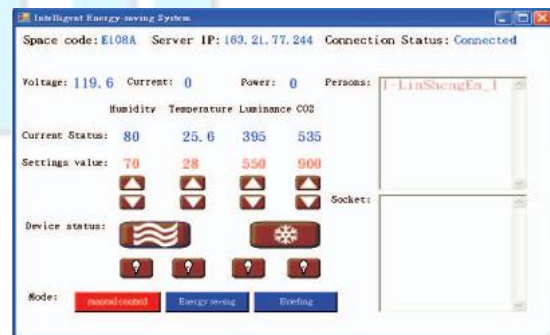 Intelligent Energy-saving System
Space code: E108A Server IP: 163. 21. 77. 244 Connection Status: Connected
Voltage: 119. 6 Current: 0 Power: 0 Persons: 1-LinShengEn_1
Humidity Temperature Luminance CO2
Current Status: 80 25. 6 395 535
Settings value: 70 28 550 900
Socket:
Device status:
Mode: manual control Energy saving Briefing